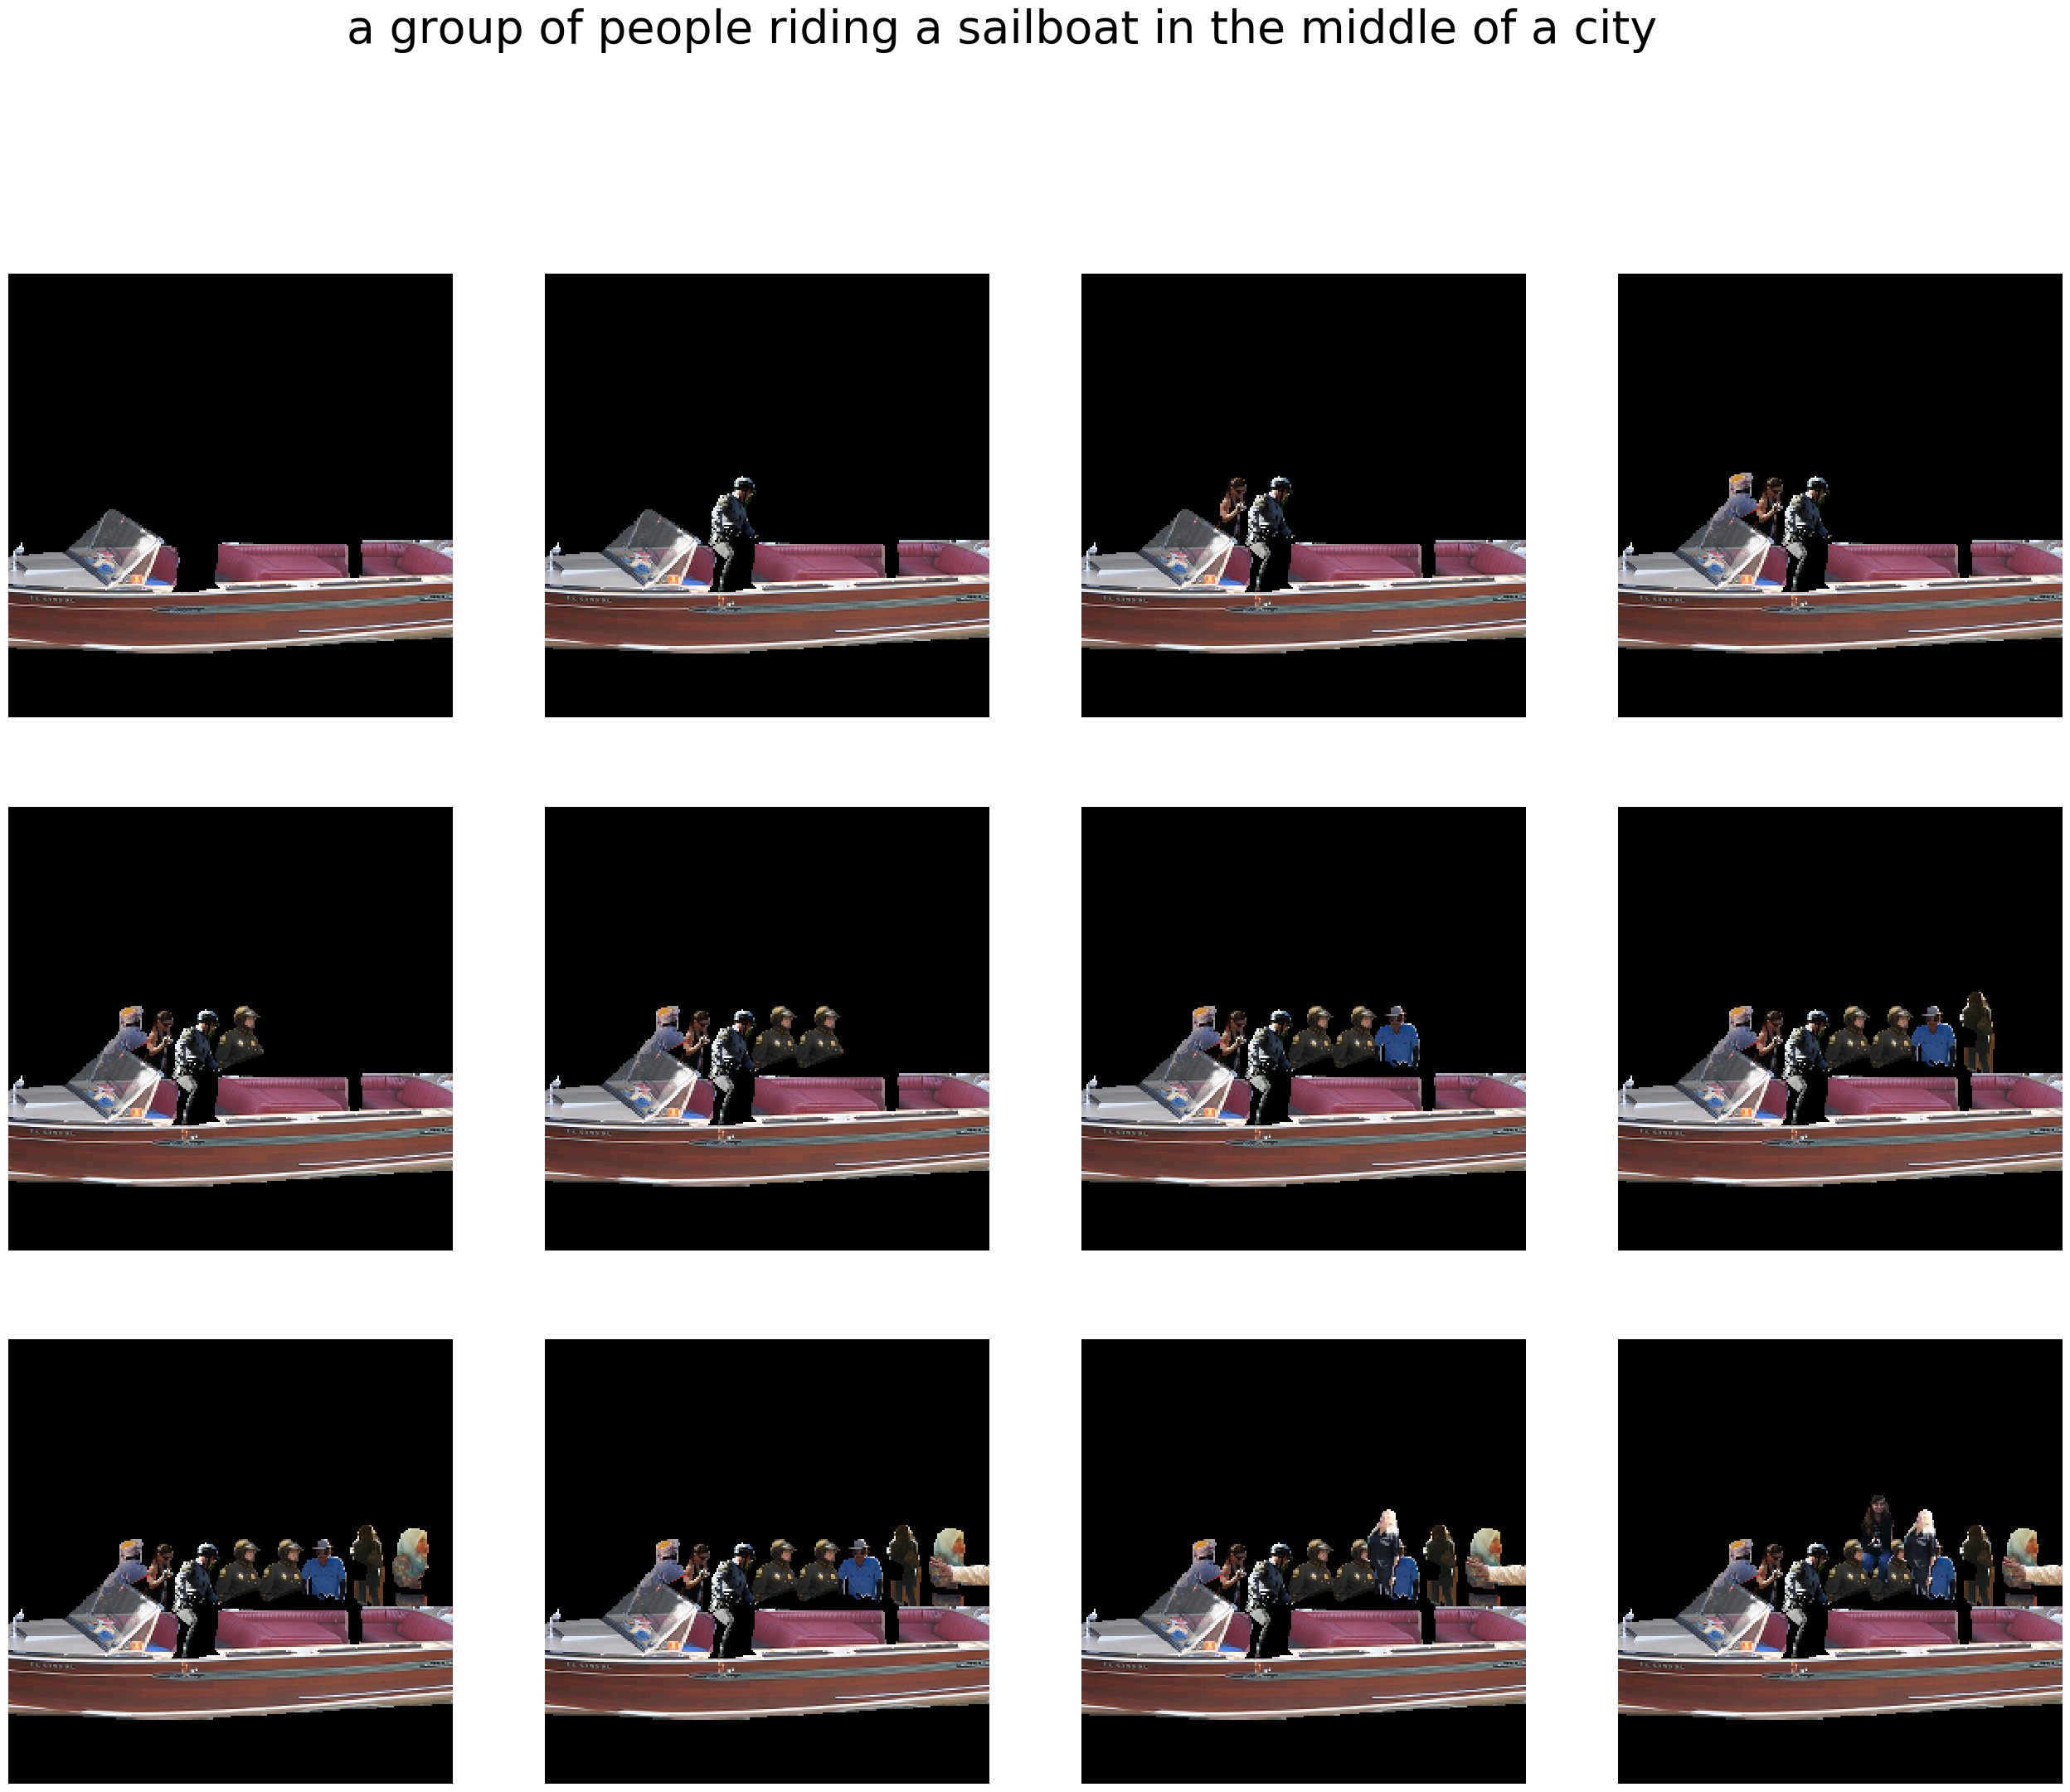 a group of people riding a sailboat in the middle of a city